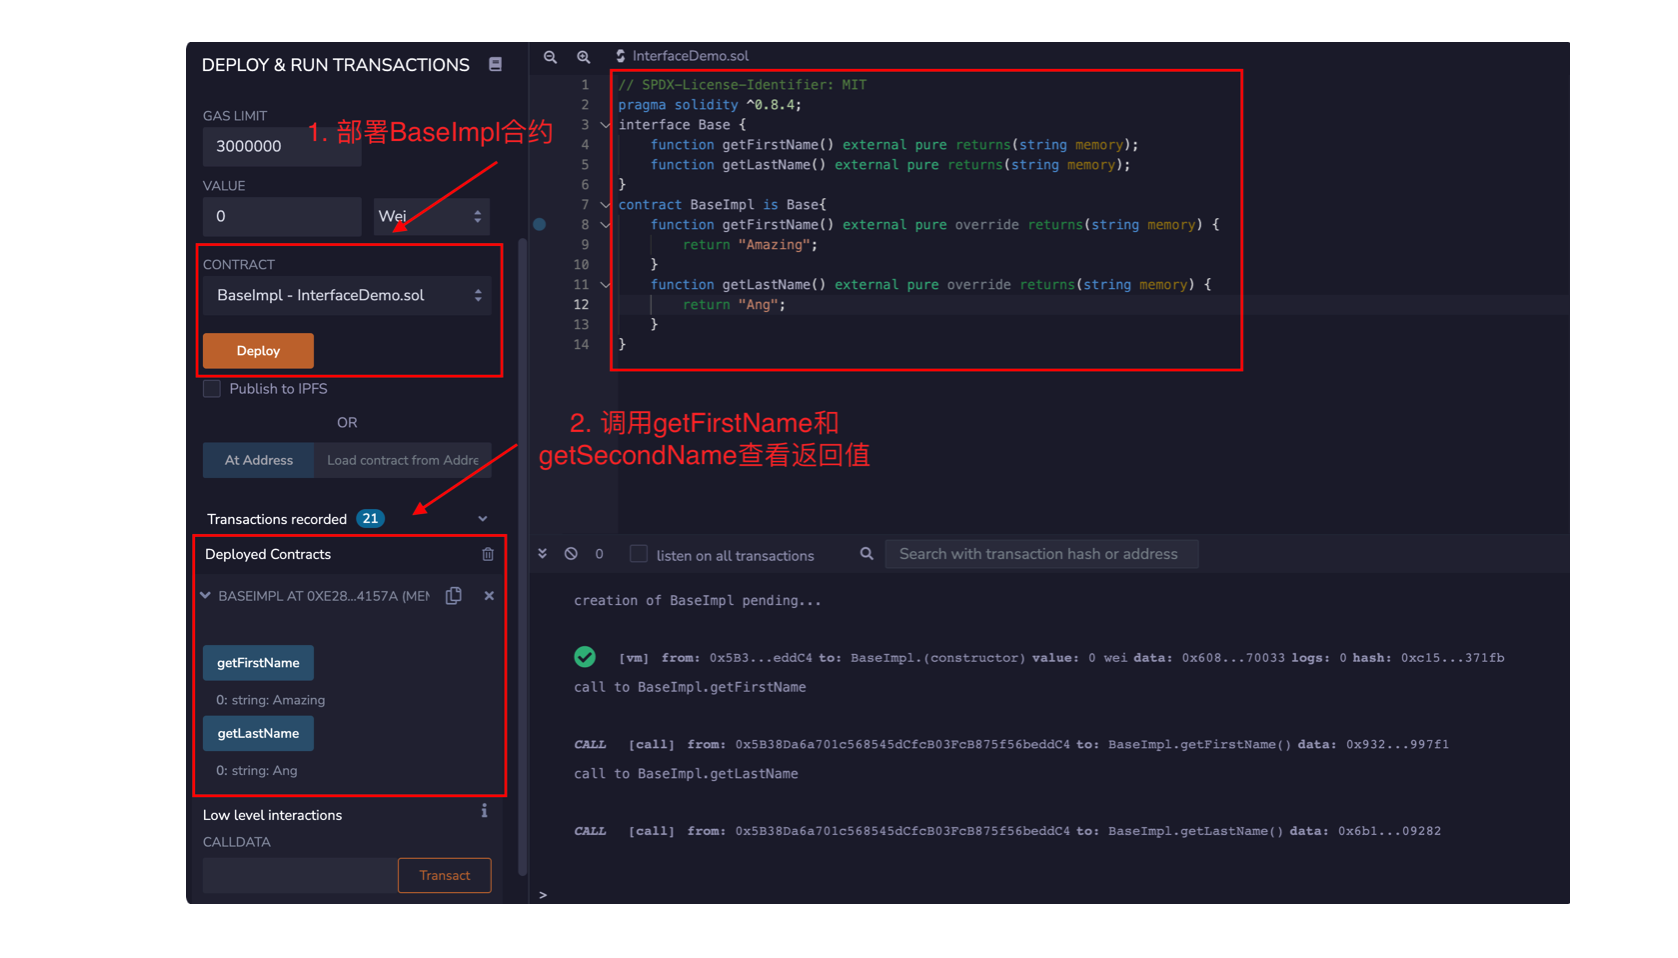 DEPLOY & RUN TRANSACTIONS
GAS LIMIT
3000000
VALUE
0
Wei
1. 部署BaseImpl合约
CONTRACT
BaseImpl - InterfaceDemo.sol
Deploy
Publish to IPFS
OR
At Address
Load contract from Addre
Transactions recorded 21
Deployed Contracts
BASEIMPL AT 0XE28...4157A (MEM
getFirstName
0: string: Amazing
getLastName
0: string: Ang
Low level interactions
i
CALLDATA
Transact
InterfaceDemo.sol
1 // SPDX-License-Identifier: MIT
2 pragma solidity ^0.8.4;
3 interface Base {
4 function getFirstName() external pure returns(string memory);
5 function getLastName() external pure returns(string memory);
6 }
7 contract BaseImpl is Base{
8 function getFirstName() external pure override returns(string memory) {
9 return "Amazing";
10 }
11 function getLastName() external pure override returns(string memory) {
12 return "Ang";
13 }
14 }
2. 调用getFirstName和
getSecondName查看返回值
0 listen on all transactions
Search with transaction hash or address
creation of BaseImpl pending...
[vm] from: 0x5B3...eddC4 to: BaseImpl.(constructor) value: 0 wei data: 0x608...70033 logs: 0 hash: 0xc15...371fb
call to BaseImpl.getFirstName
CALL [call] from: 0x5B38Da6a701c568545dCfcB03FcB875f56beddC4 to: BaseImpl.getFirstName() data: 0x932...997f1
call to BaseImpl.getLastName
CALL [call] from: 0x5B38Da6a701c568545dCfcB03FcB875f56beddC4 to: BaseImpl.getLastName() data: 0x6b1...09282
>